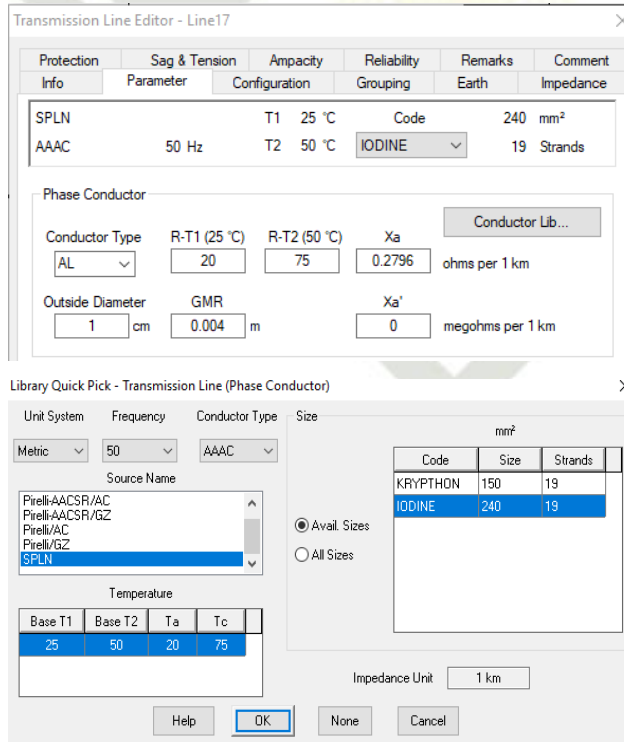 Transmission Line Editor - Line17
Protection Sag & Tension Ampacity Reliability Remarks Comment
Info Parameter Configuration Grouping Earth Impedance
SPLN T1 25 °C Code 240 mm²
AAAC 50 Hz T2 50 °C IODINE 19 Strands
Phase Conductor
Conductor Lib...
Conductor Type R-T1 (25 °C) R-T2 (50 °C) Xa
AL 20 75 0.2796 ohms per 1 km
Outside Diameter GMR Xa'
1 cm 0.004 m 0 megohms per 1 km
Library Quick Pick - Transmission Line (Phase Conductor)
Unit System Frequency Conductor Type Size
mm²
Metric 50 AAAC
Code Size Strands
Source Name
KRYPTHON 150 19
IODINE 240 19
Pirelli-AACSR/AC
Pirelli-AACSR/GZ
Pirelli/AC
Pirelli/GZ
SPLN
Avail. Sizes
All Sizes
Temperature
Base T1 Base T2 Ta Tc
25 50 20 75
Impedance Unit 1 km
Help OK None Cancel